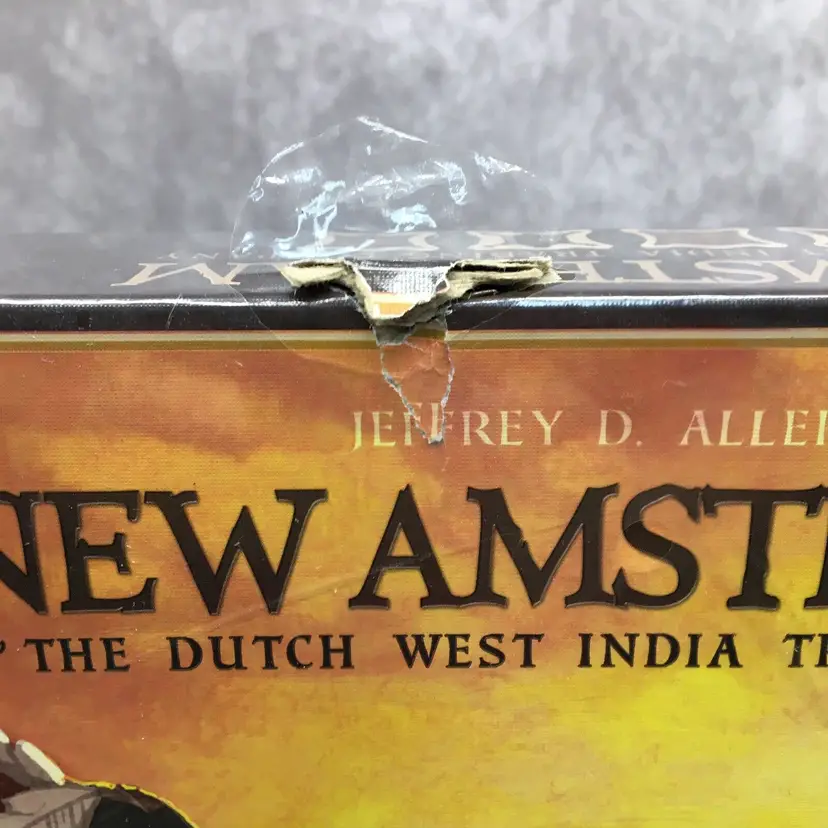 JEFFREY D. ALLE
NEW AMST
THE DUTCH WEST INDIA